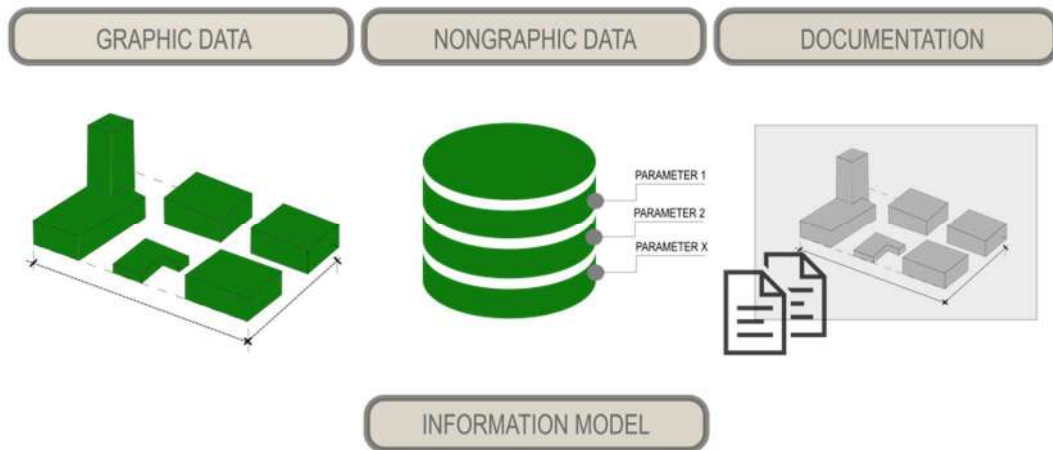 GRAPHIC DATA
NONGRAPHIC DATA
DOCUMENTATION
PARAMETER 1
PARAMETER 2
PARAMETER X
INFORMATION MODEL